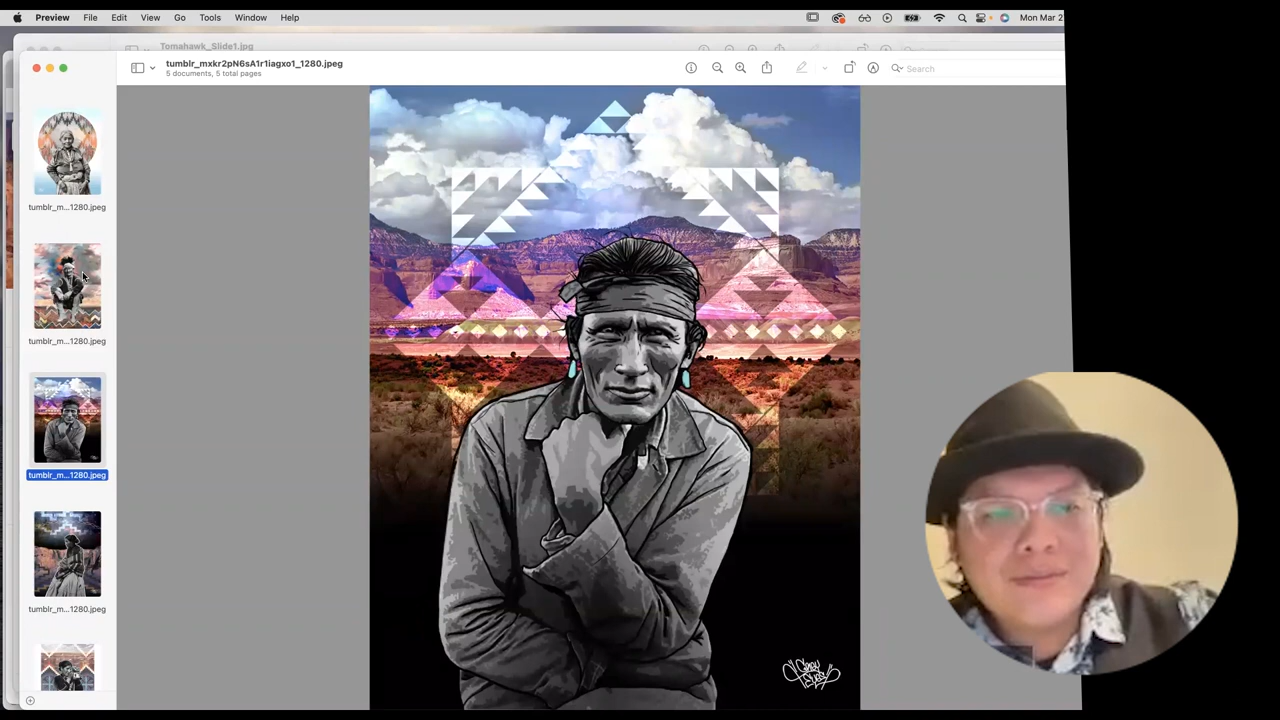 Preview File Edit View Go Tools Window Help Mon Mar 2
Tomahawk_Slide1.jpg
tumblr_mxkr2pN6sA1r1iagxo1_1280.jpeg
5 documents, 5 total pages
Search
tumblr_m...1280.jpeg
tumblr_m...1280.jpeg
tumblr_m...1280.jpeg
tumblr_m...1280.jpeg